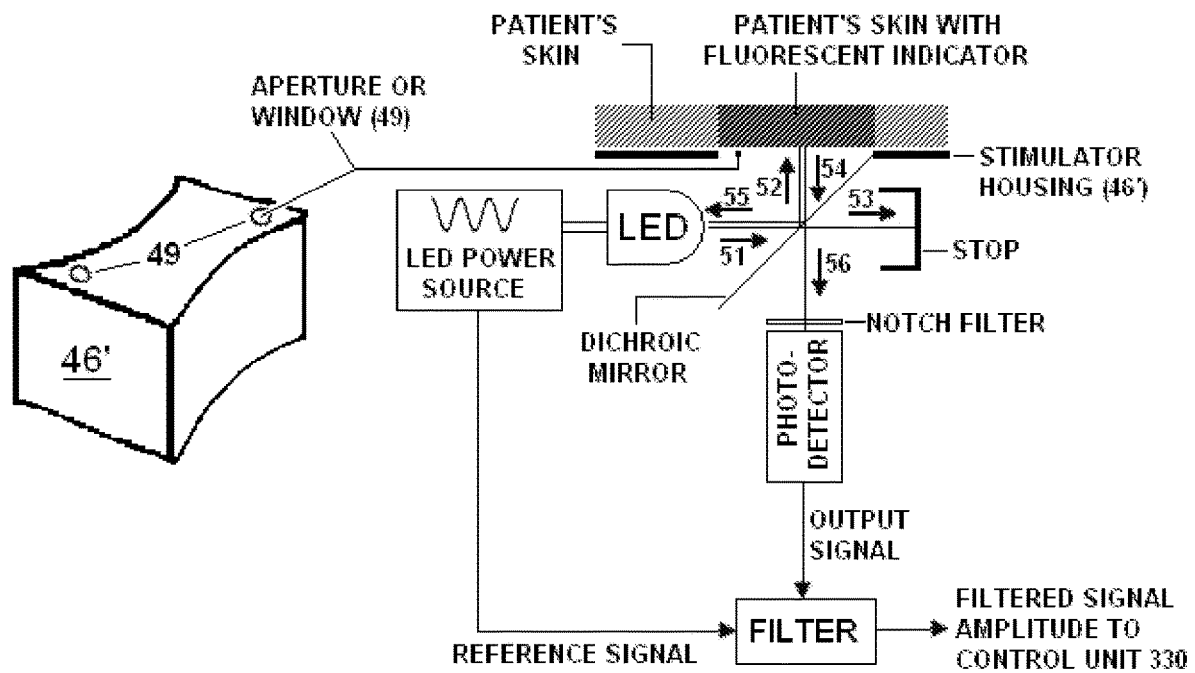 PATIENT'S
SKIN
PATIENT'S SKIN WITH
FLUORESCENT INDICATOR
APERTURE OR
WINDOW (49)
STIMULATOR
HOUSING (46')
52
54
55
53
51
56
LED
LED POWER
SOURCE
STOP
49
46'
DICHROIC
MIRROR
NOTCH FILTER
PHOTO-
DETECTOR
OUTPUT
SIGNAL
FILTER
REFERENCE SIGNAL
FILTERED SIGNAL
AMPLITUDE TO
CONTROL UNIT 330